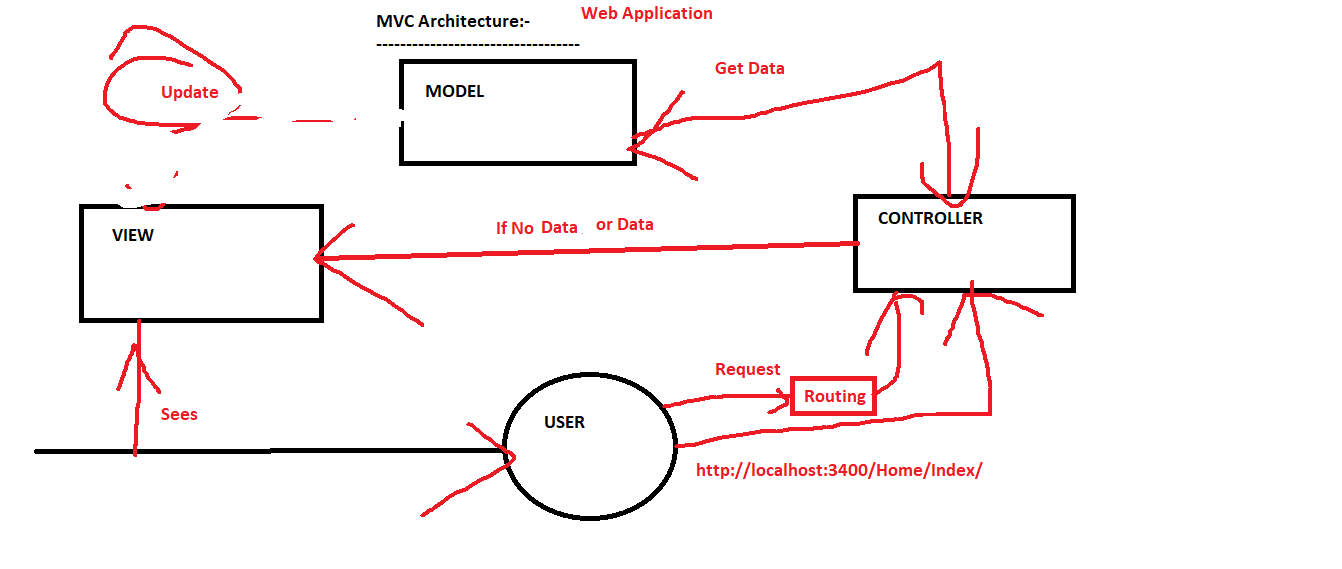 MVC Architecture:-
Web Application
----------------------------------
MODEL
Get Data
Update
VIEW
If No Data or Data
CONTROLLER
Request
Routing
Sees
USER
http://localhost:3400/Home/Index/